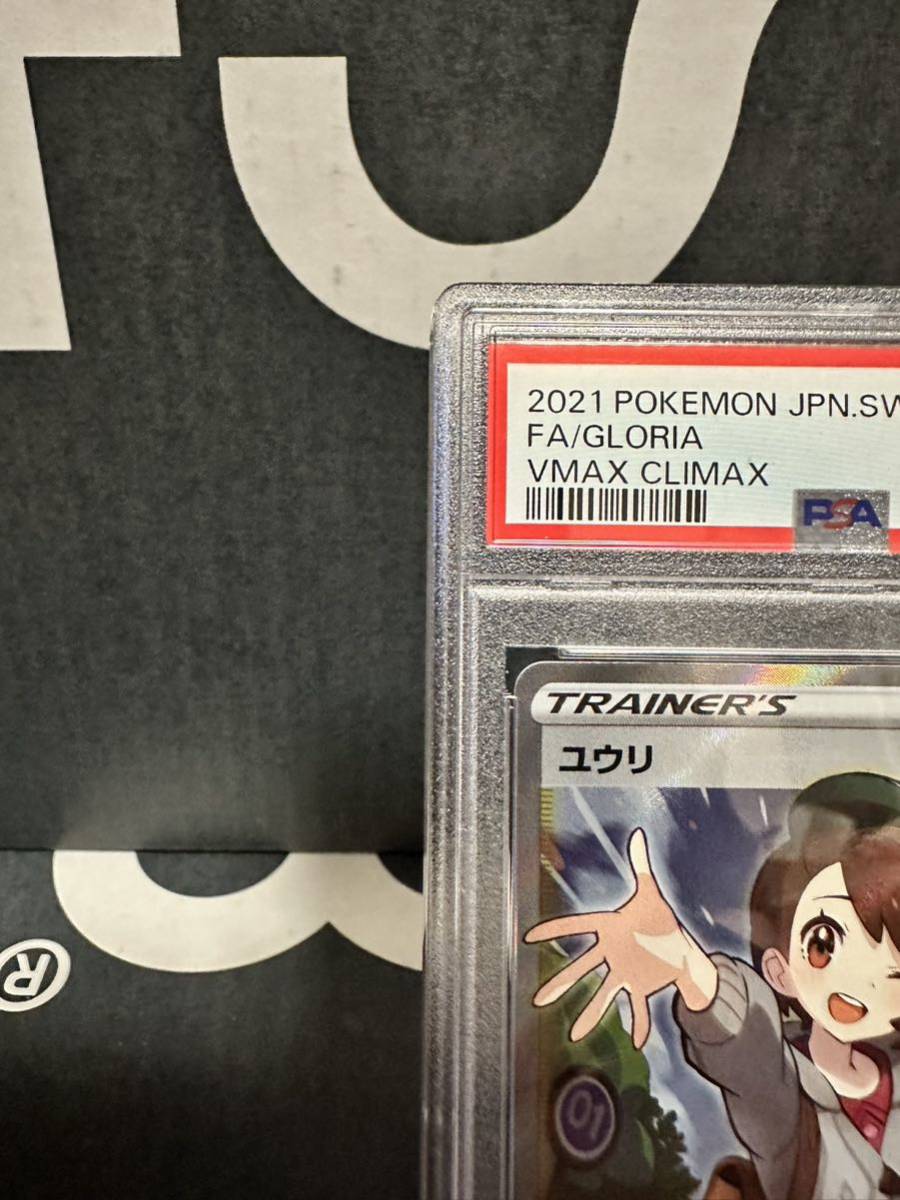 2021 POKEMON JPN.SW
FA/GLORIA
VMAX CLIMAX
PSA
TRAINER'S
ユウリ
01
®